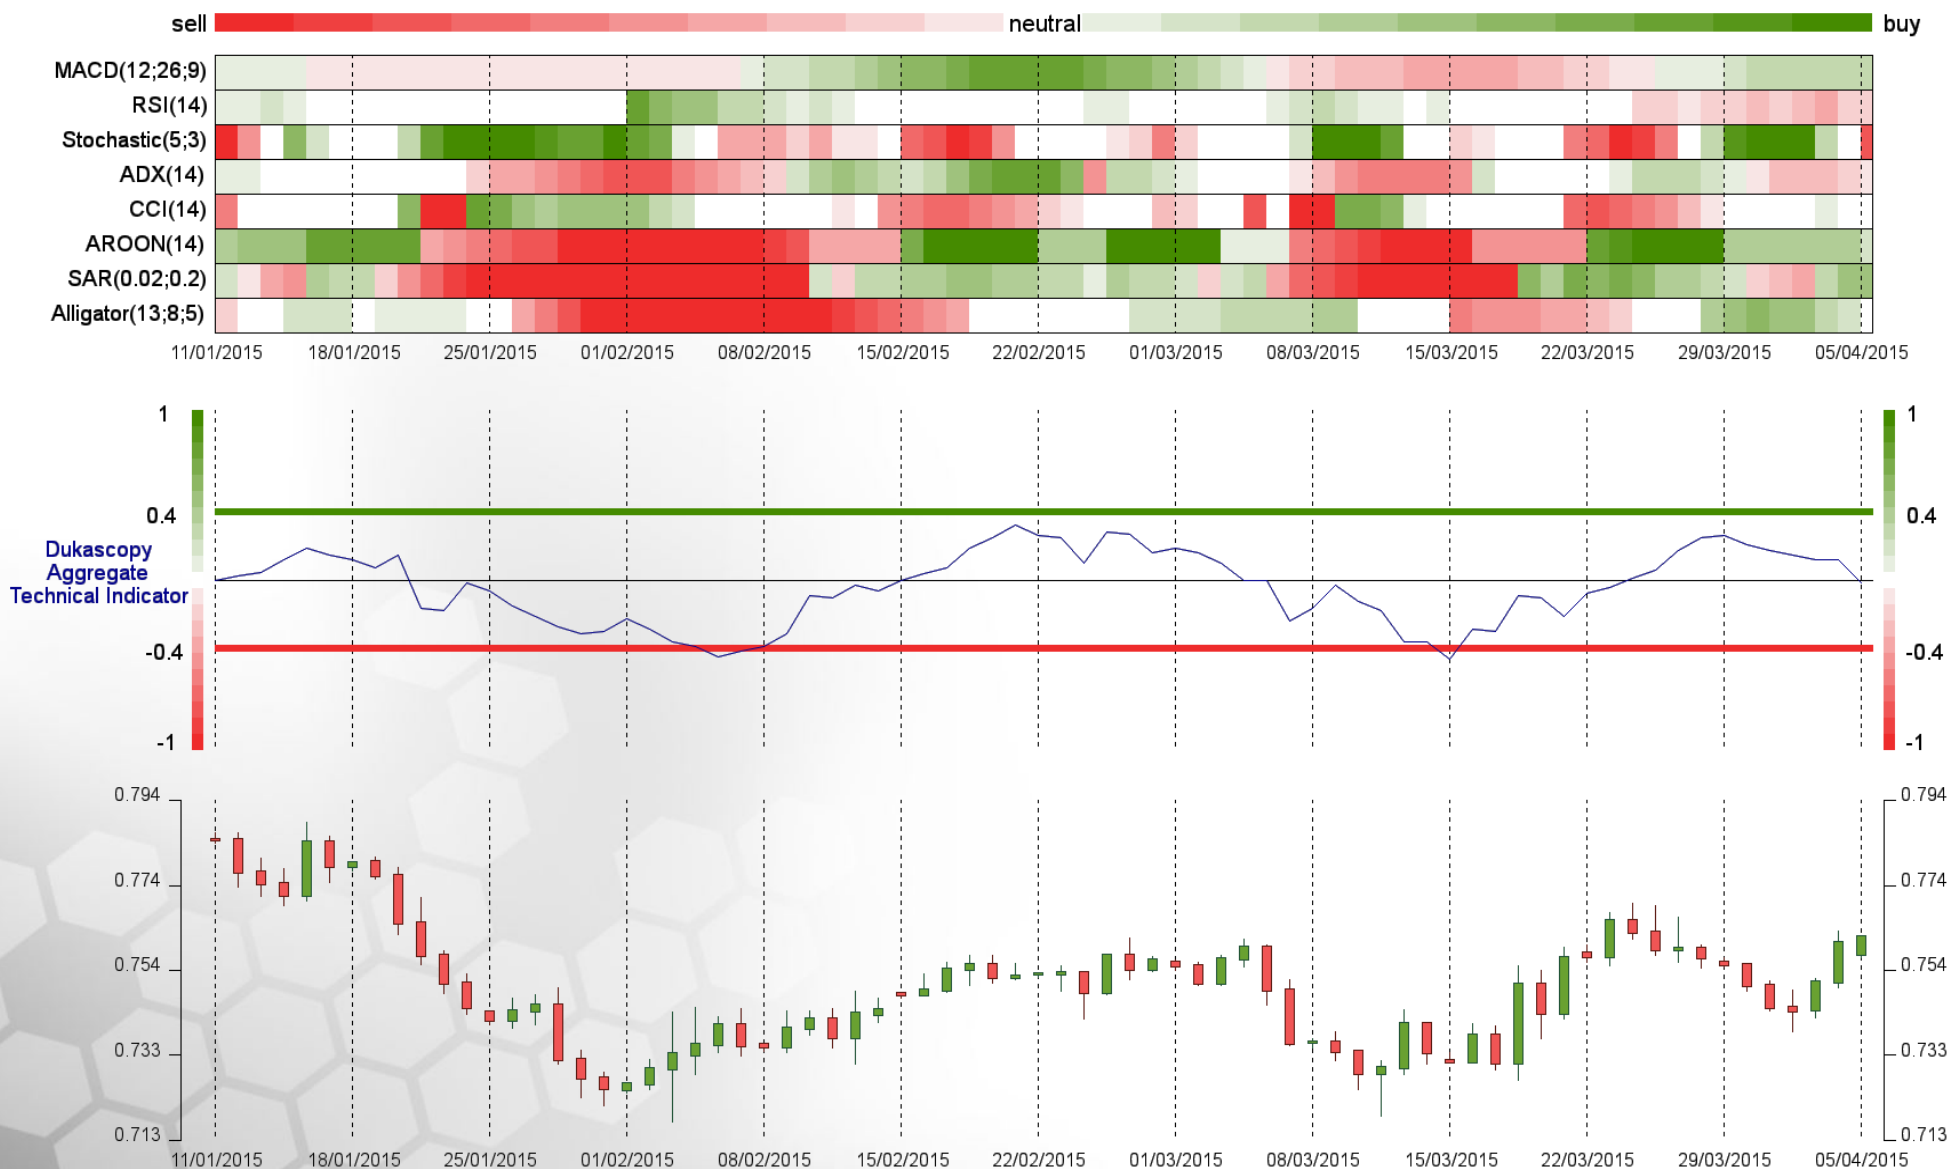 sell neutral buy
MACD(12;26;9)
RSI(14)
Stochastic(5;3)
ADX(14)
CCI(14)
AROON(14)
SAR(0.02;0.2)
Alligator(13;8;5)
11/01/2015 18/01/2015 25/01/2015 01/02/2015 08/02/2015 15/02/2015 22/02/2015 01/03/2015 08/03/2015 15/03/2015 22/03/2015 29/03/2015 05/04/2015
1 1
0.4 0.4
Dukascopy
Aggregate
Technical Indicator
-0.4 -0.4
-1 -1
0.794 0.794
0.774 0.774
0.754 0.754
0.733 0.733
0.713 0.713
11/01/2015 18/01/2015 25/01/2015 01/02/2015 08/02/2015 15/02/2015 22/02/2015 01/03/2015 08/03/2015 15/03/2015 22/03/2015 29/03/2015 05/04/2015